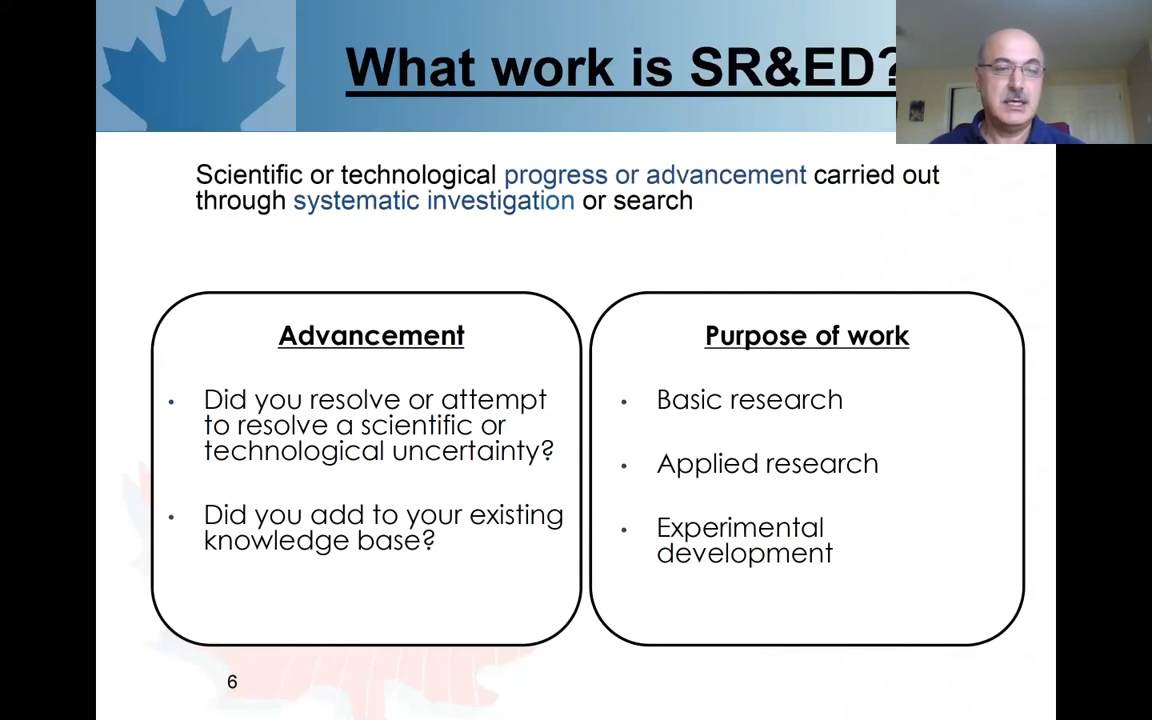 What work is SR&ED?
Scientific or technological progress or advancement carried out
through systematic investigation or search
Advancement
• Did you resolve or attempt
to resolve a scientific or
technological uncertainty?
• Did you add to your existing
knowledge base?
Purpose of work
• Basic research
• Applied research
• Experimental
development
6